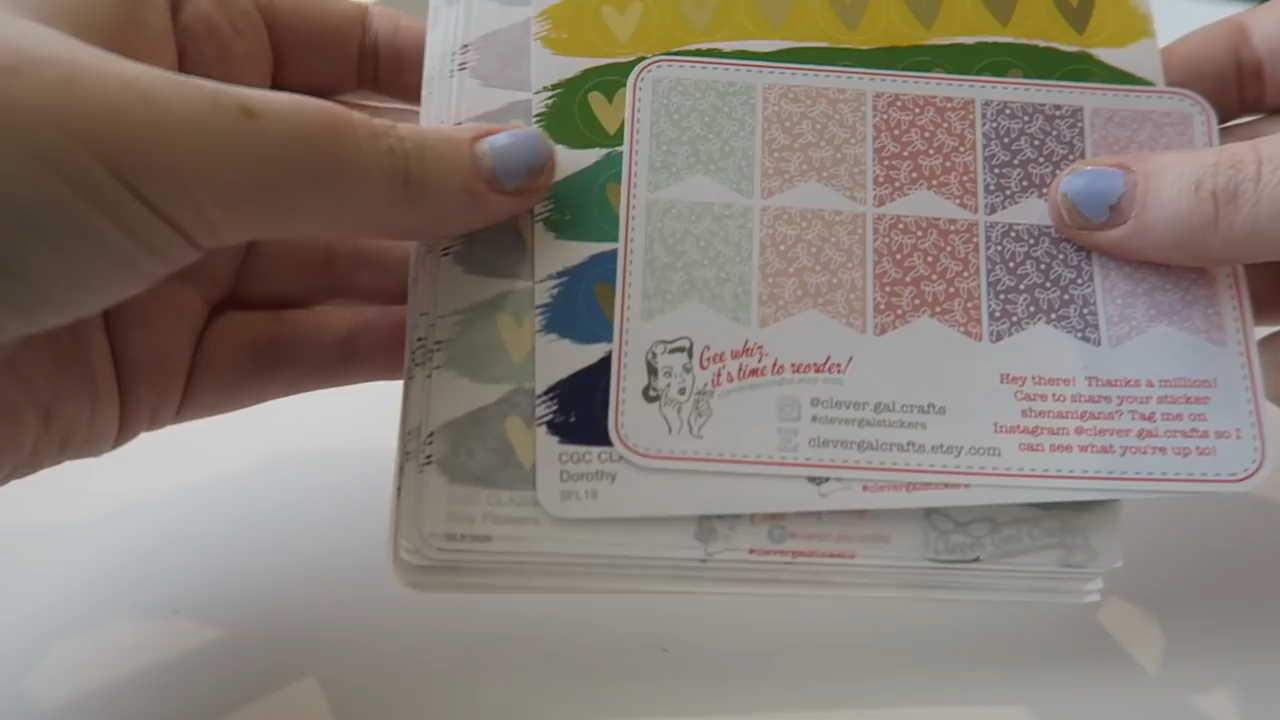 Gee whiz,
it's time to reorder!
@clever.gal.crafts
#clevergalstickers
clevergalcrafts.etsy.com
Hey there! Thanks a million!
Care to share your sticker
shenanigans? Tag me on
Instagram @clever.gal.crafts so I
can see what you're up to!
CGC
Dorothy
#clevergalstickers
#clevergalstickers